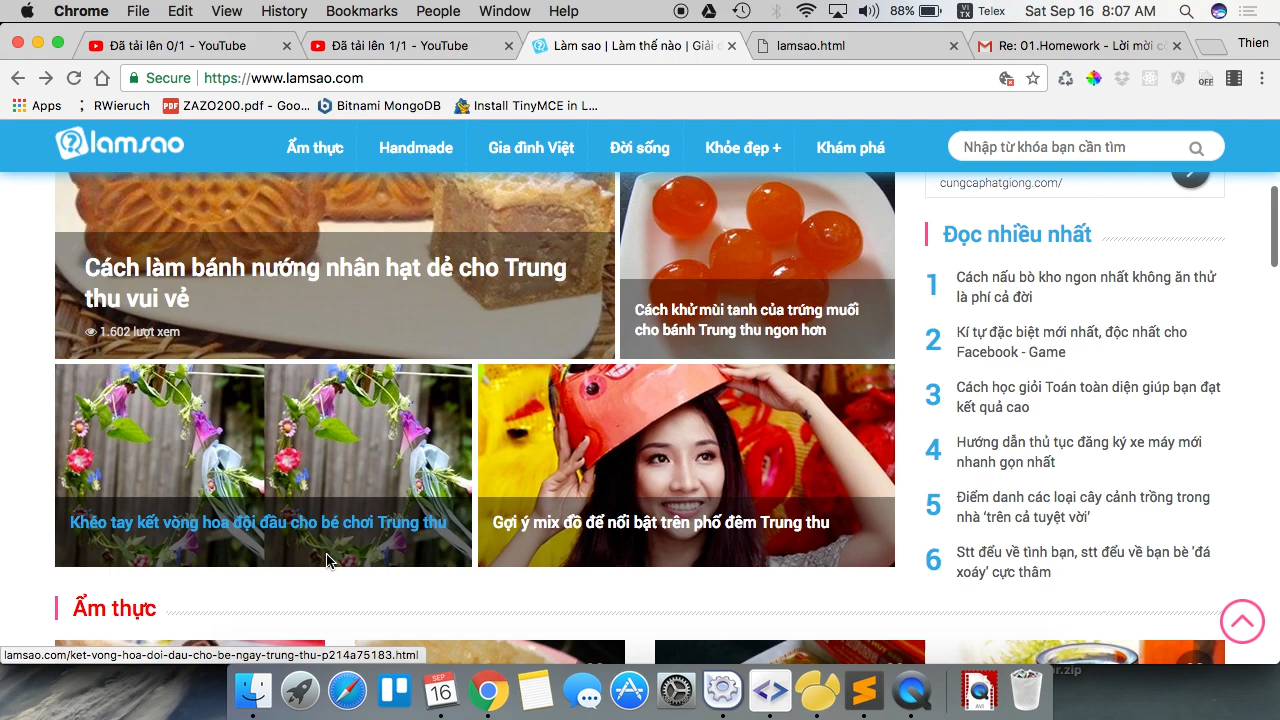 Chrome File Edit View History Bookmarks People Window Help
88% VI TX Telex Sat Sep 16 8:07 AM
Đã tải lên 0/1 - YouTube
Đã tải lên 1/1 - YouTube
Làm sao | Làm thế nào | Giải đ
lamsao.html
Re: 01.Homework - Lời mời c
Thien
Secure https://www.lamsao.com
OFF
Apps RWieruch ZAZO200.pdf - Goo... Bitnami MongoDB Install TinyMCE in L...
lamsao
Ẩm thực Handmade Gia đình Việt Đời sống Khỏe đẹp + Khám phá
Nhập từ khóa bạn cần tìm
Cách làm bánh nướng nhân hạt dẻ cho Trung
thu vui vẻ
1.602 lượt xem
Cách khử mùi tanh của trứng muối
cho bánh Trung thu ngon hơn
Khéo tay kết vòng hoa đội đầu cho bé chơi Trung thu
Gợi ý mix đồ để nổi bật trên phố đêm Trung thu
cungcaphatgiong.com/
Đọc nhiều nhất
1 Cách nấu bò kho ngon nhất không ăn thử
là phí cả đời
2 Kí tự đặc biệt mới nhất, độc nhất cho
Facebook - Game
3 Cách học giỏi Toán toàn diện giúp bạn đạt
kết quả cao
4 Hướng dẫn thủ tục đăng ký xe máy mới
nhanh gọn nhất
5 Điểm danh các loại cây cảnh trồng trong
nhà ‘trên cả tuyệt vời’
6 Stt đểu về tình bạn, stt đểu về bạn bè 'đá
xoáy' cực thâm
Ẩm thực
lamsao.com/ket-vong-hoa-doi-dau-cho-be-ngay-trung-thu-p214a75183.html
SEP
16
AVI
r.zip